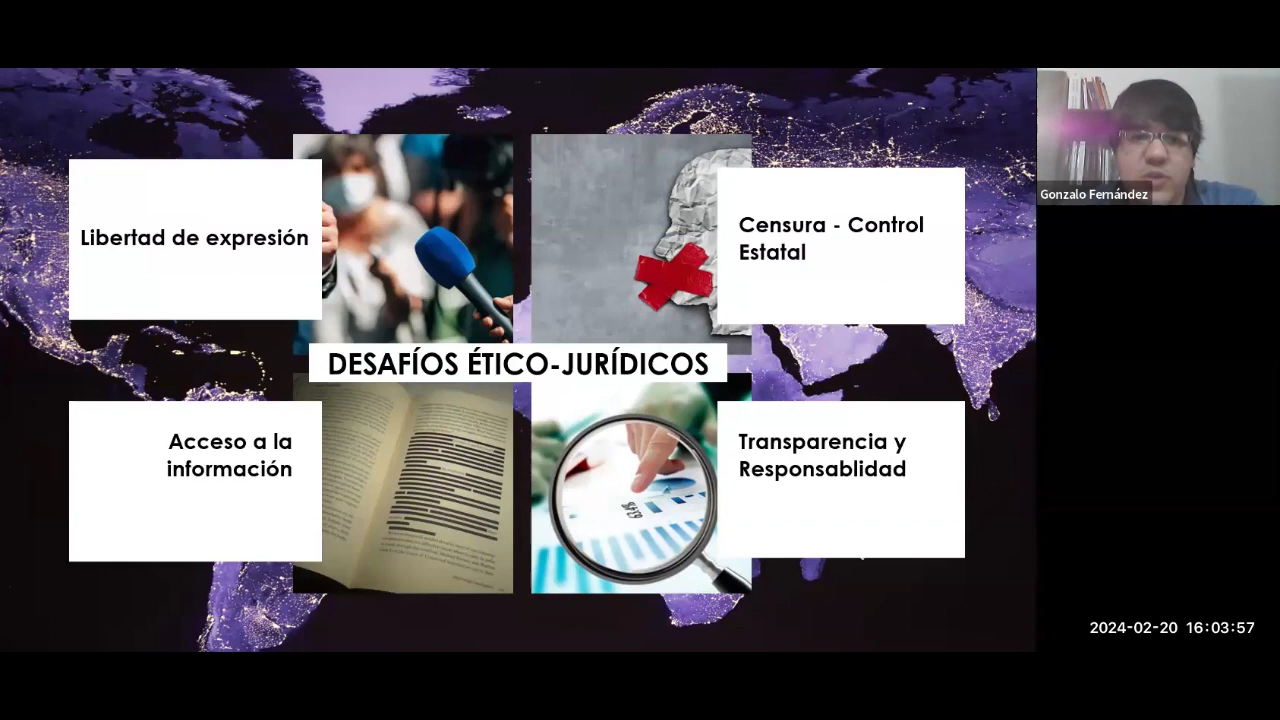 Libertad de expresión
Censura - Control
Estatal
DESAFÍOS ÉTICO-JURÍDICOS
Acceso a la
información
Transparencia y
Responsablidad
Gonzalo Fernández
2024-02-20 16:03:57